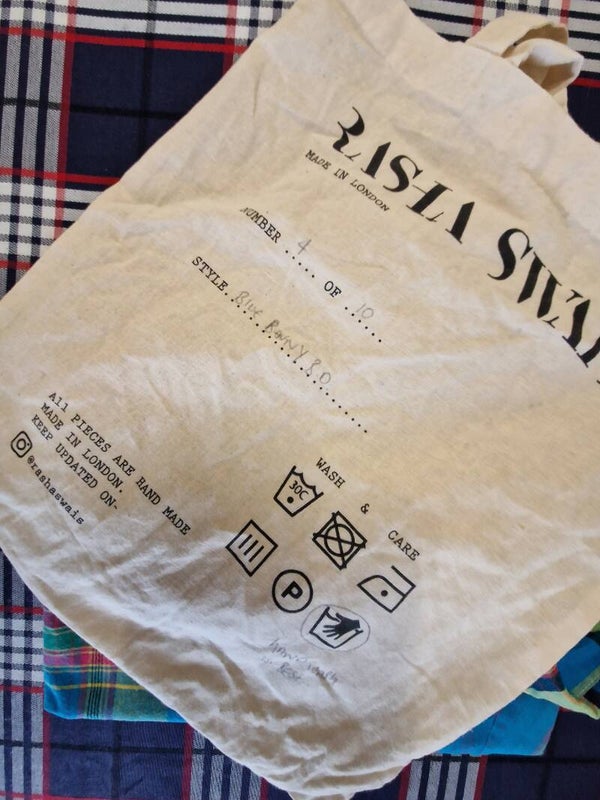 RASHA SWAI
MADE IN LONDON
NUMBER ..4.... OF ..10....
STYLE..Blue
All PIECES ARE HAND MADE
MADE IN LONDON.
KEEP UPDATED ON-
@rashaswais
WASH & CARE
30C
P